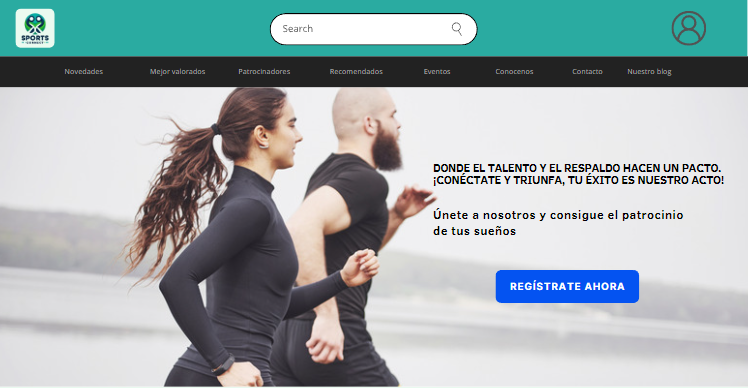 SPORTS
CONNECT
Search
Novedades Mejor valorados Patrocinadores Recomendados Eventos Conocenos Contacto Nuestro blog
DONDE EL TALENTO Y EL RESPALDO HACEN UN PACTO.
¡CONÉCTATE Y TRIUNFA, TU ÉXITO ES NUESTRO ACTO!
Únete a nosotros y consigue el patrocinio
de tus sueños
REGÍSTRATE AHORA